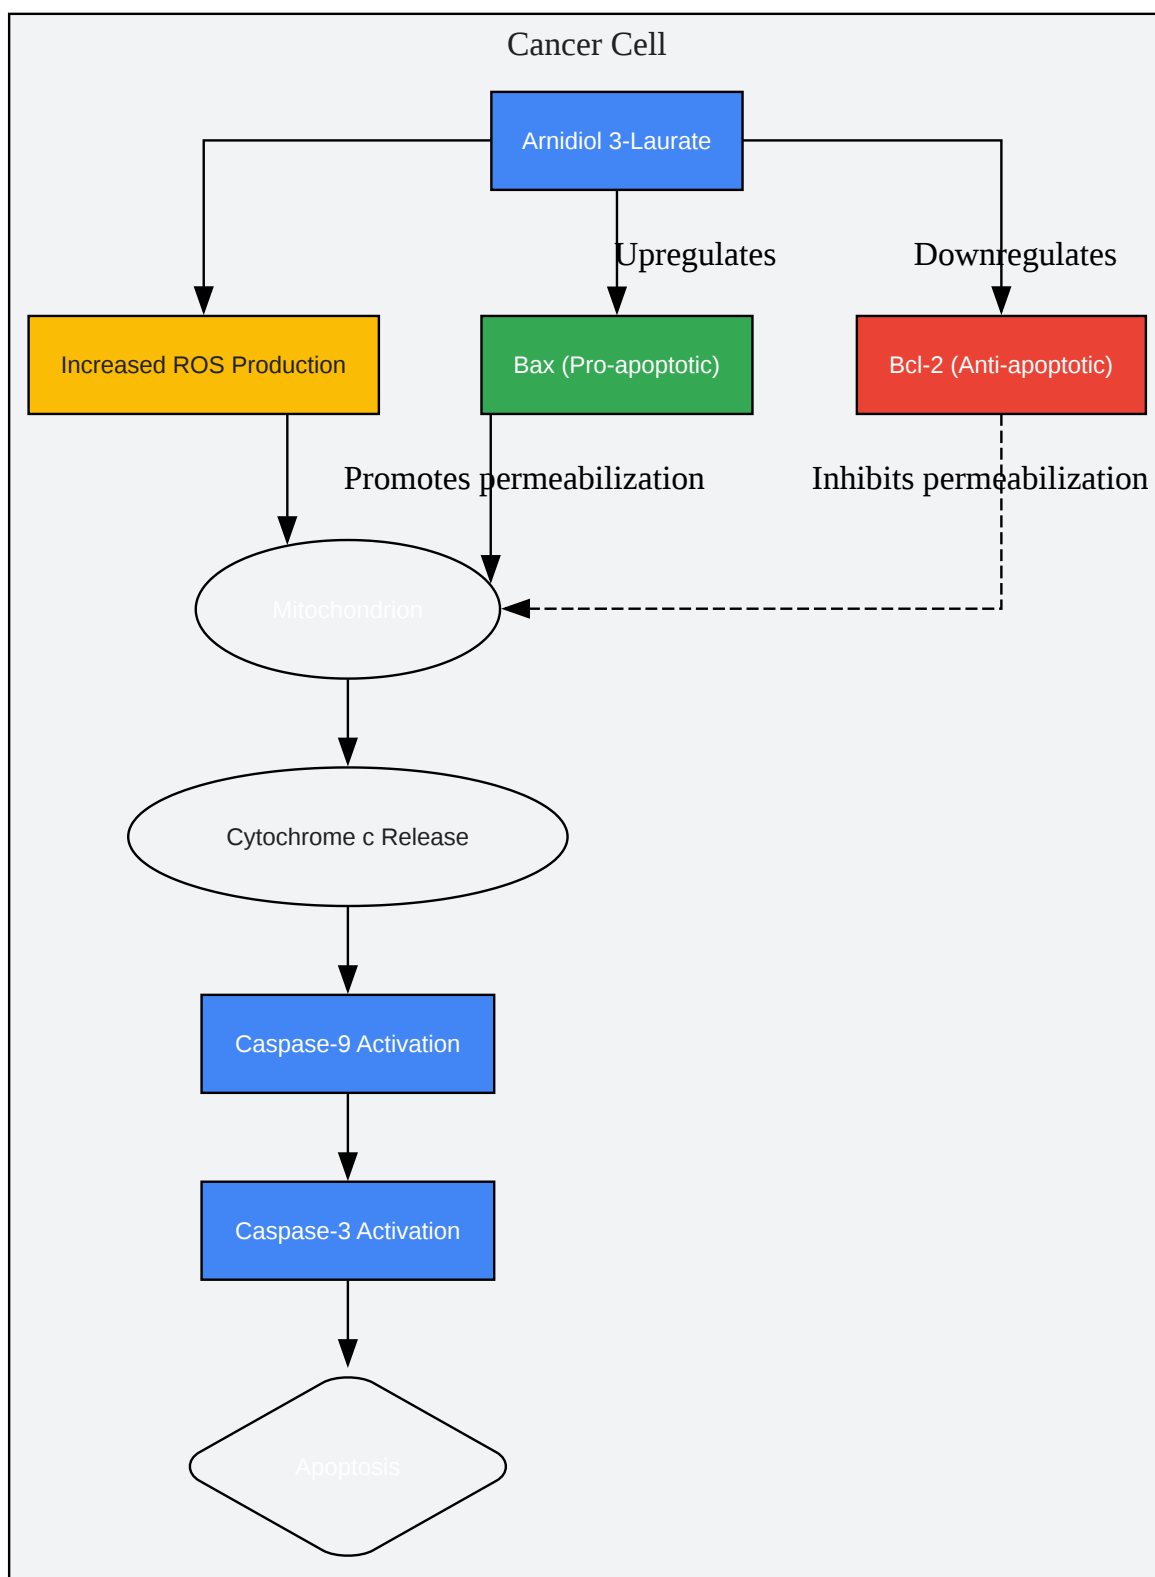 Cancer Cell
Arnidiol 3-Laurate
Upregulates
Downregulates
Increased ROS Production
Bax (Pro-apoptotic)
Bcl-2 (Anti-apoptotic)
Promotes permeabilization
Inhibits permeabilization
Mitochondrion
Cytochrome c Release
Caspase-9 Activation
Caspase-3 Activation
Apoptosis